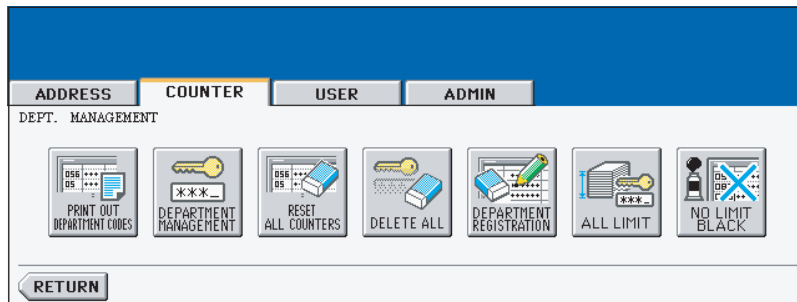 ADDRESS COUNTER USER ADMIN
DEPT. MANAGEMENT
PRINT OUT
DEPARTMENT CODES
***_
DEPARTMENT
MANAGEMENT
RESET
ALL COUNTERS
DELETE ALL
DEPARTMENT
REGISTRATION
***_
ALL LIMIT
NO LIMIT
BLACK
RETURN